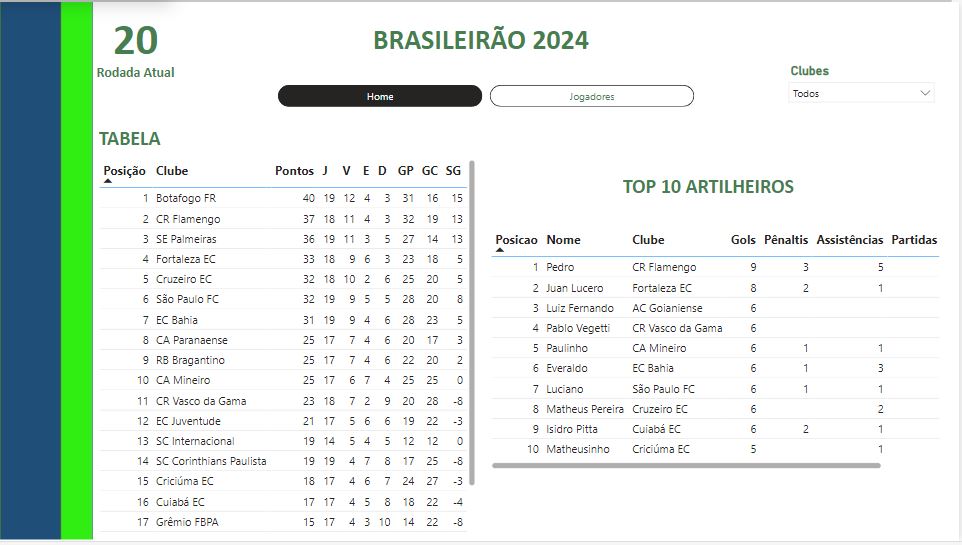 20
Rodada Atual
BRASILEIRÃO 2024
Home
Jogadores
Clubes
Todos
TABELA
Posição Clube Pontos J V E D GP GC SG
1 Botafogo FR 40 19 12 4 3 31 16 15
2 CR Flamengo 37 18 11 4 3 32 19 13
3 SE Palmeiras 36 19 11 3 5 27 14 13
4 Fortaleza EC 33 18 9 6 3 23 18 5
5 Cruzeiro EC 32 18 10 2 6 25 20 5
6 São Paulo FC 32 19 9 5 5 28 20 8
7 EC Bahia 31 19 9 4 6 28 23 5
8 CA Paranaense 25 17 7 4 6 20 17 3
9 RB Bragantino 25 17 7 4 6 22 20 2
10 CA Mineiro 25 17 6 7 4 25 25 0
11 CR Vasco da Gama 23 18 7 2 9 20 28 -8
12 EC Juventude 21 17 5 6 6 19 22 -3
13 SC Internacional 19 14 5 4 5 12 12 0
14 SC Corinthians Paulista 19 19 4 7 8 17 25 -8
15 Criciúma EC 18 17 4 6 7 24 27 -3
16 Cuiabá EC 17 17 4 5 8 18 22 -4
17 Grêmio FBPA 15 17 4 3 10 14 22 -8
TOP 10 ARTILHEIROS
Posicao Nome Clube Gols Pênaltis Assistências Partidas
1 Pedro CR Flamengo 9 3 5
2 Juan Lucero Fortaleza EC 8 2 1
3 Luiz Fernando AC Goianiense 6
4 Pablo Vegetti CR Vasco da Gama 6
5 Paulinho CA Mineiro 6 1 1
6 Everaldo EC Bahia 6 1 3
7 Luciano São Paulo FC 6 1 1
8 Matheus Pereira Cruzeiro EC 6 2
9 Isidro Pitta Cuiabá EC 6 2 1
10 Matheusinho Criciúma EC 5 1